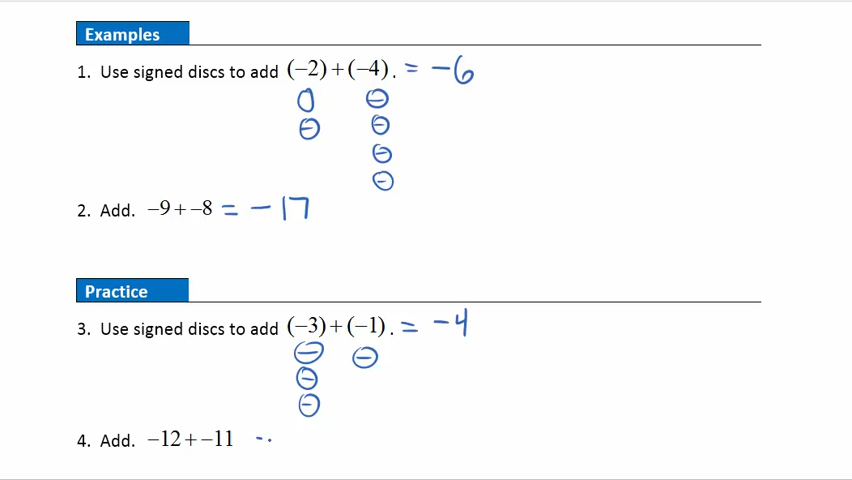 Examples
1. Use signed discs to add (−2)+(−4). = −6
2. Add. −9+−8 = −17
Practice
3. Use signed discs to add (−3)+(−1). = −4
4. Add. −12+−11